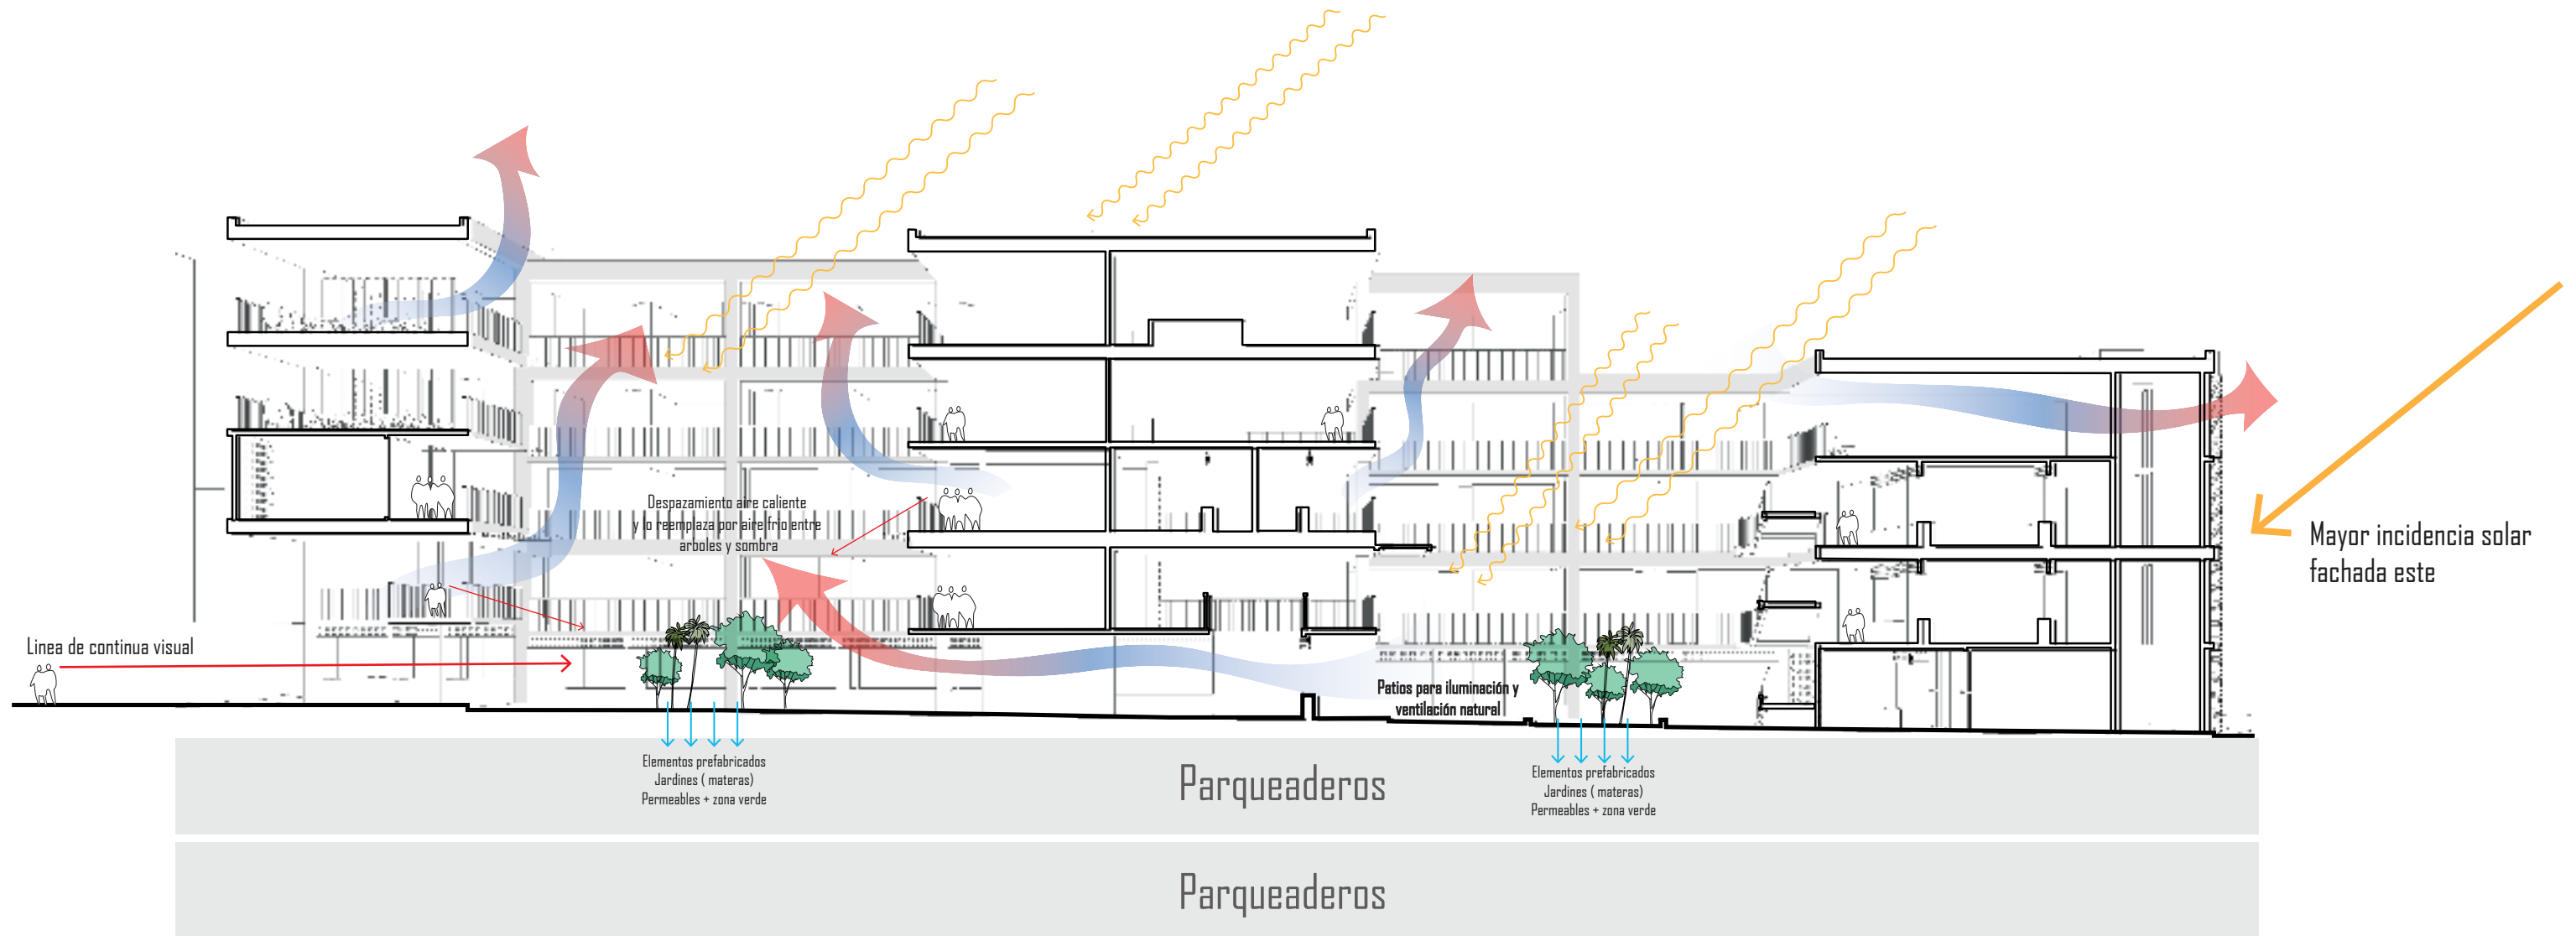 Despazamiento aire caliente
y lo reemplaza por aire frio entre
arboles y sombra
Mayor incidencia solar
fachada este
Linea de continua visual
Patios para iluminación y
ventilación natural
Elementos prefabricados
Jardines ( materas)
Permeables + zona verde
Parqueaderos
Elementos prefabricados
Jardines ( materas)
Permeables + zona verde
Parqueaderos